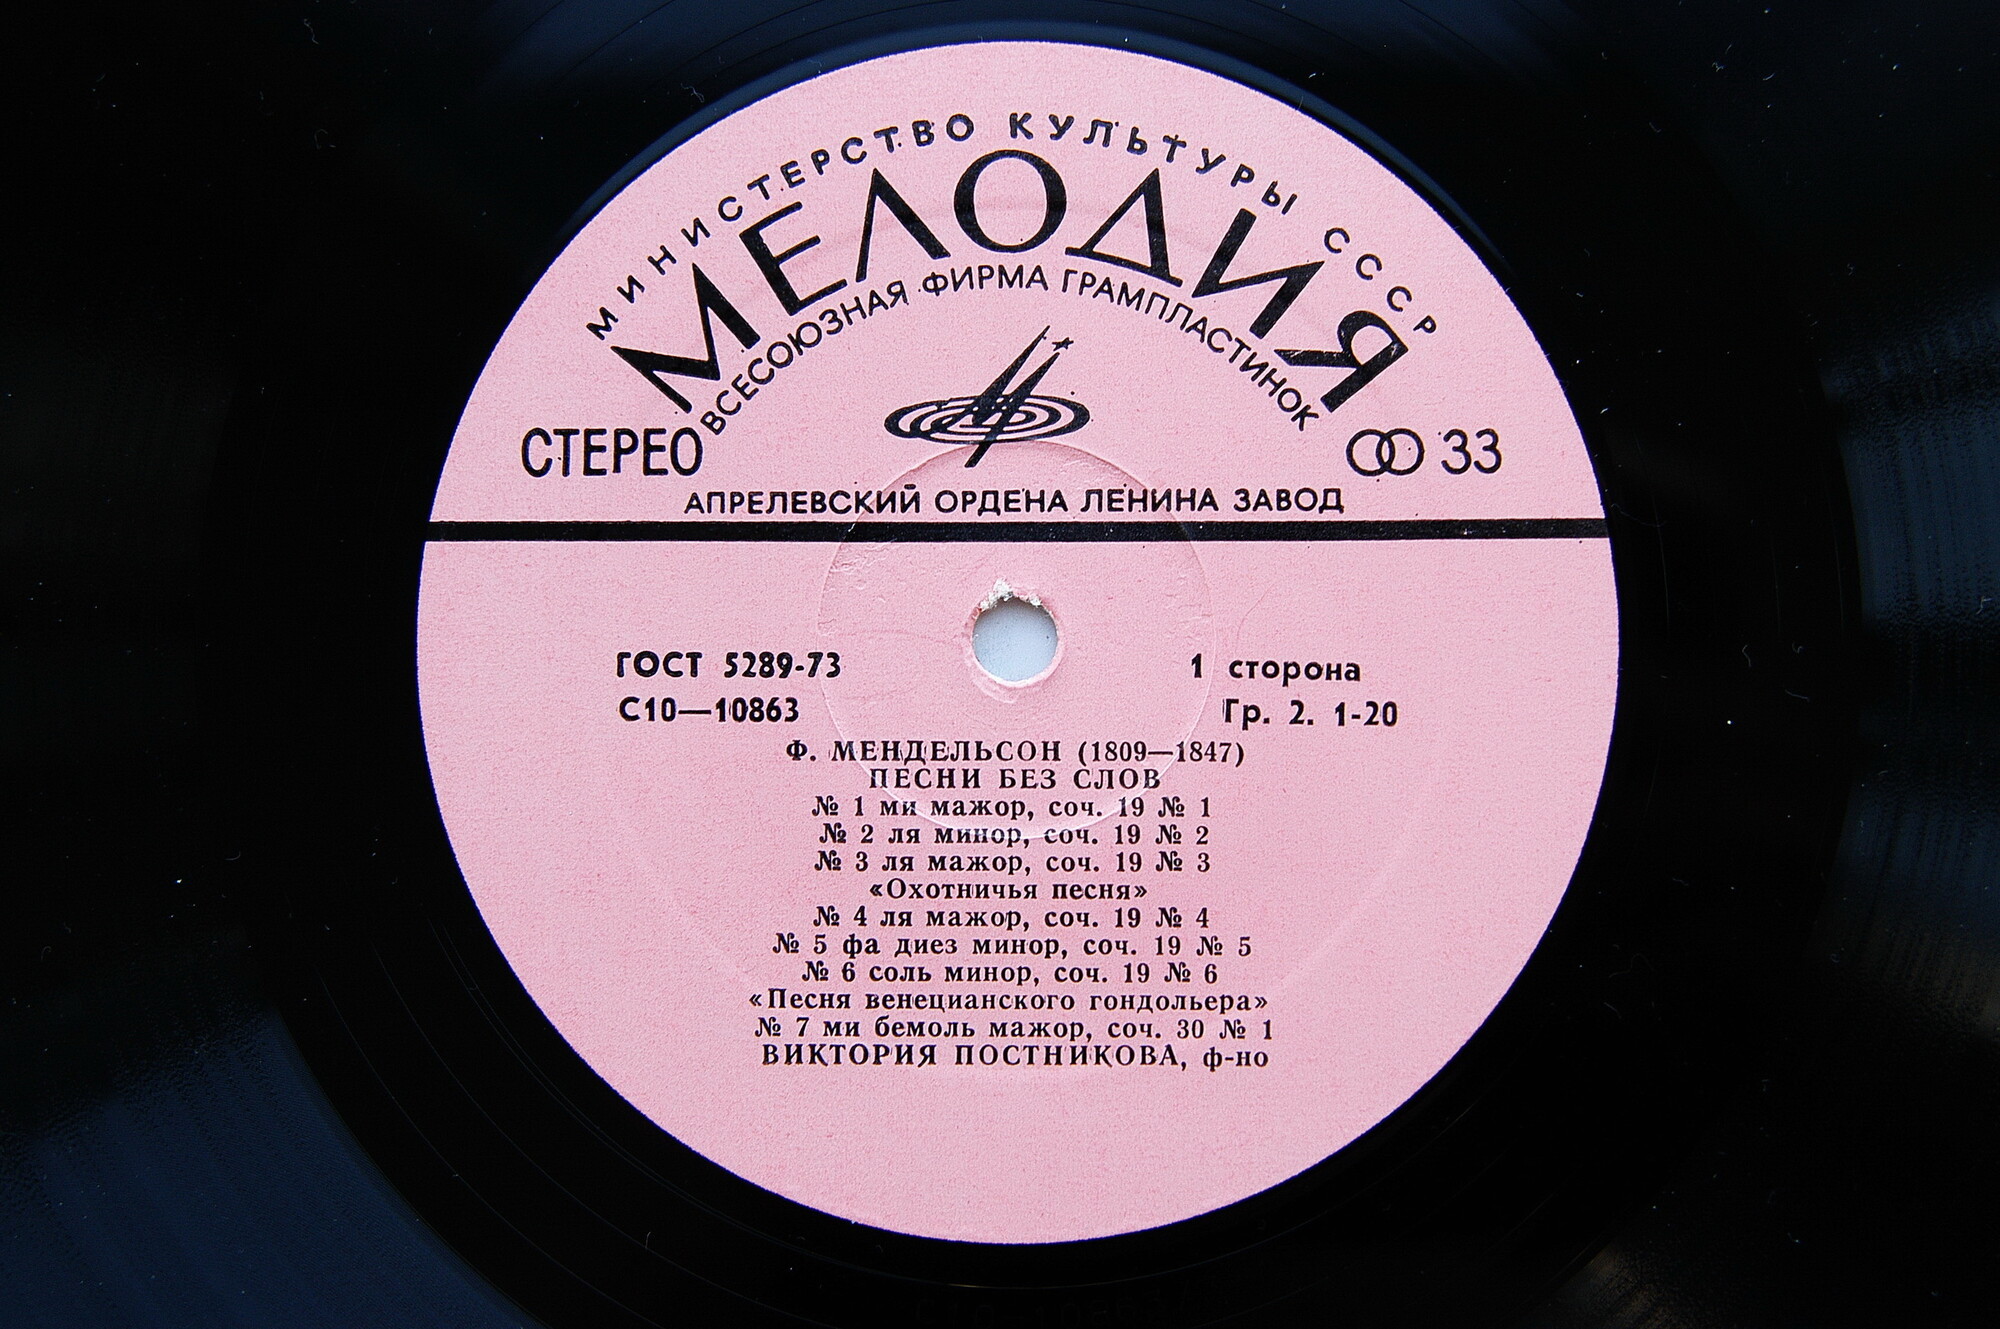 МИНИСТЕРСТВО КУЛЬТУРЫ СССР
МЕЛОДИЯ
ВСЕСОЮЗНАЯ ФИРМА ГРАМПЛАСТИНОК
СТЕРЕО 33
АПРЕЛЕВСКИЙ ОРДЕНА ЛЕНИНА ЗАВОД
ГОСТ 5289-73 1 сторона
С10—10863 Гр. 2. 1-20
Ф. МЕНДЕЛЬСОН (1809—1847)
ПЕСНИ БЕЗ СЛОВ
№ 1 ми мажор, соч. 19 № 1
№ 2 ля минор, соч. 19 № 2
№ 3 ля мажор, соч. 19 № 3
«Охотничья песня»
№ 4 ля мажор, соч. 19 № 4
№ 5 фа диез минор, соч. 19 № 5
№ 6 соль минор, соч. 19 № 6
«Песня венецианского гондольера»
№ 7 ми бемоль мажор, соч. 30 № 1
ВИКТОРИЯ ПОСТНИКОВА, ф-но